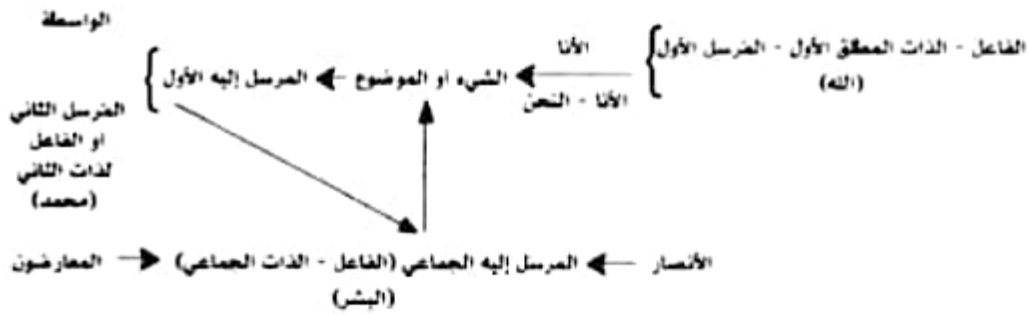 الواسطة
الفاعل - الذات المطلق الأول - المرسل الأول
(الله)
الأنا
الأنا - النحن
الشيء او الموضوع
المرسل إليه الأول
المرسل الثاني
او الفاعل
لذات الثاني
(محمد)
الأنصار
المرسل إليه الجماعي (الفاعل - الذات الجماعي)
(البشر)
المعارضون